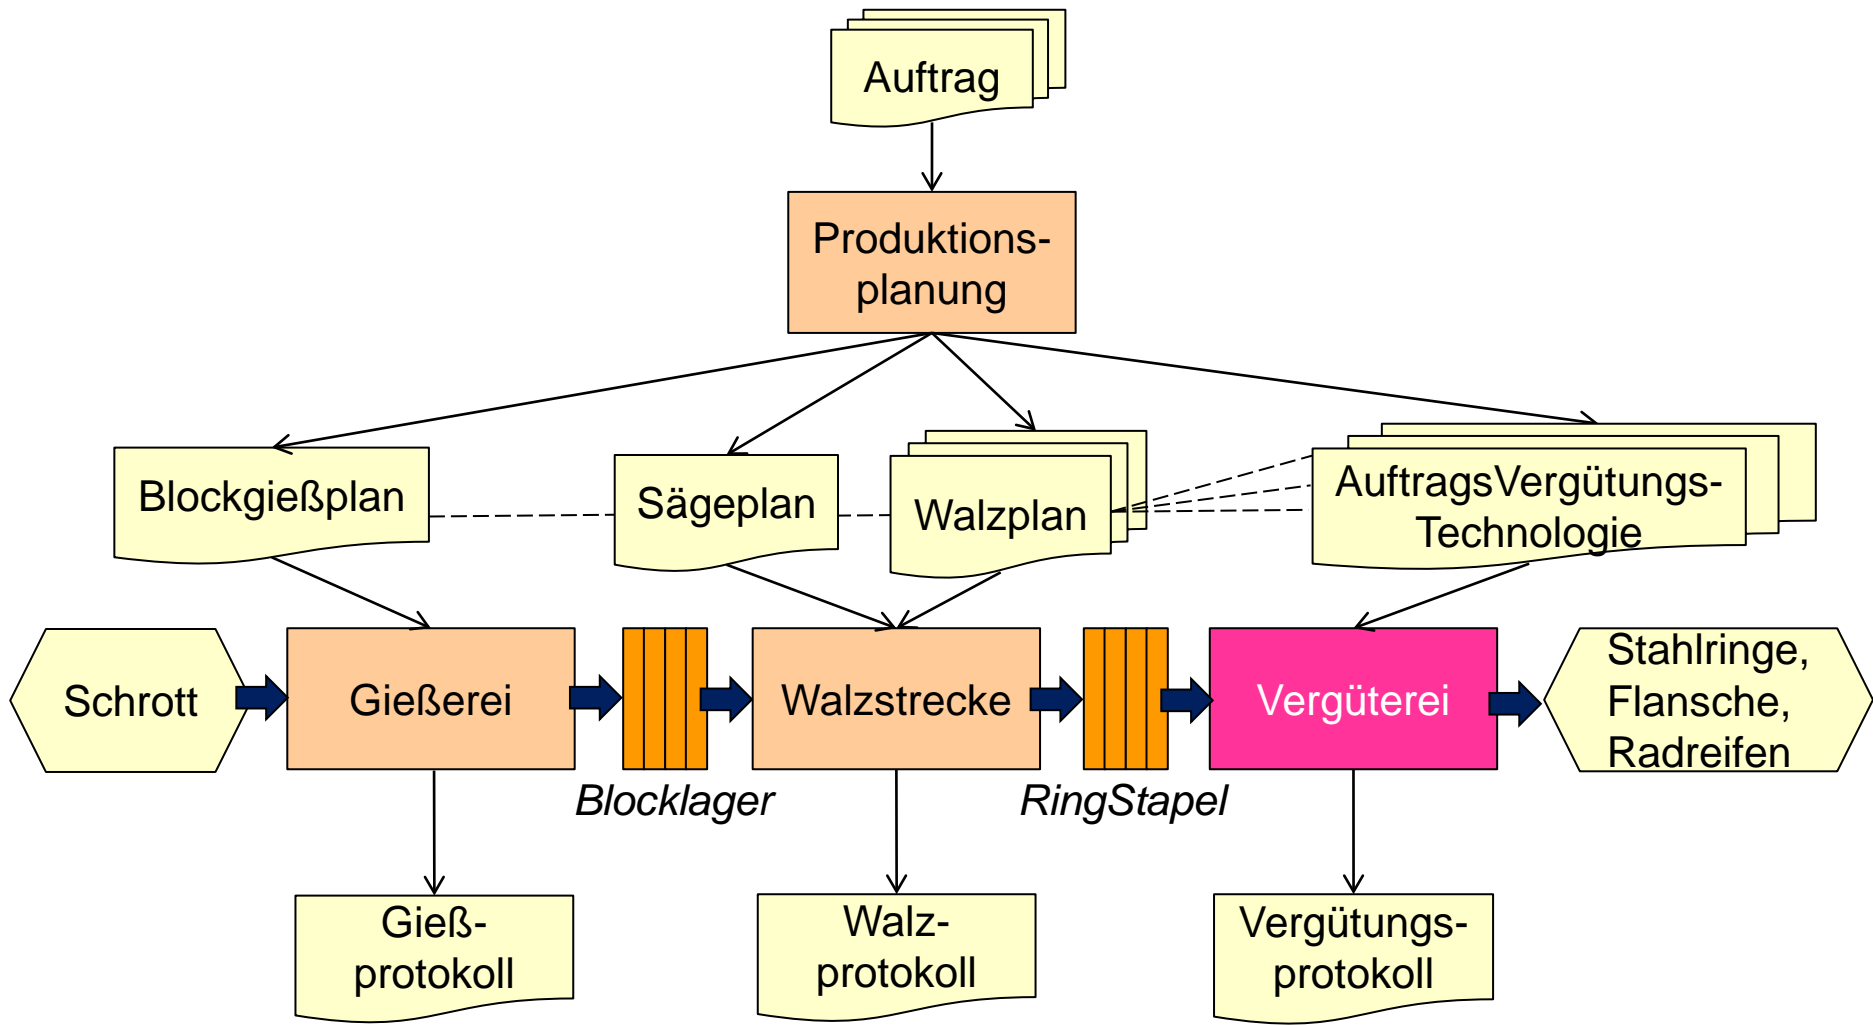 Auftrag
Produktions-
planung
Blockgießplan
Sägeplan
Walzplan
AuftragsVergütungs-
Technologie
Schrott
Gießerei
Walzstrecke
Vergüterei
Stahlringe,
Flansche,
Radreifen
Blocklager
RingStapel
Gieß-
protokoll
Walz-
protokoll
Vergütungs-
protokoll